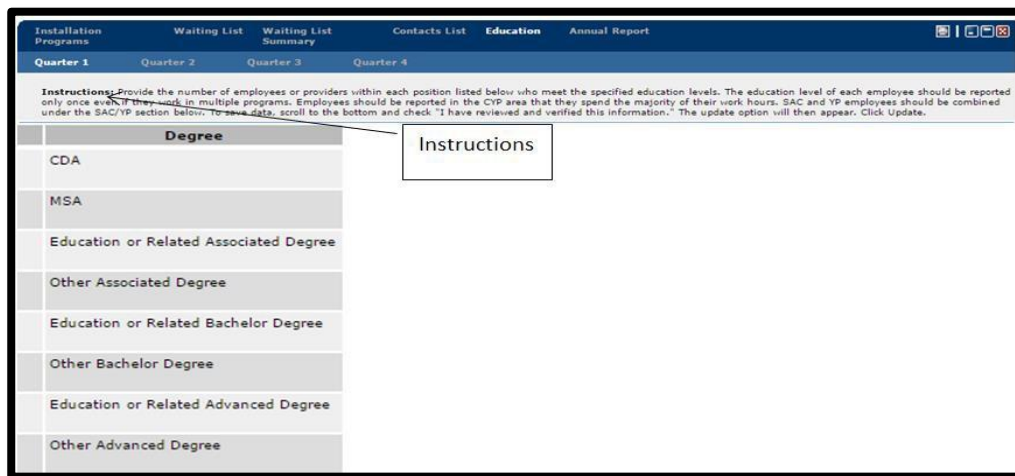 Installation Programs Waiting List Waiting List Summary Contacts List Education Annual Report
Quarter 1 Quarter 2 Quarter 3 Quarter 4
Instructions: Provide the number of employees or providers within each position listed below who meet the specified education levels. The education level of each employee should be reported
only once even if they work in multiple programs. Employees should be reported in the CYP area that they spend the majority of their work hours. SAC and YP employees should be combined
under the SAC/YP section below. To save data, scroll to the bottom and check "I have reviewed and verified this information." The update option will then appear. Click Update.
Instructions
Degree
CDA
MSA
Education or Related Associated Degree
Other Associated Degree
Education or Related Bachelor Degree
Other Bachelor Degree
Education or Related Advanced Degree
Other Advanced Degree